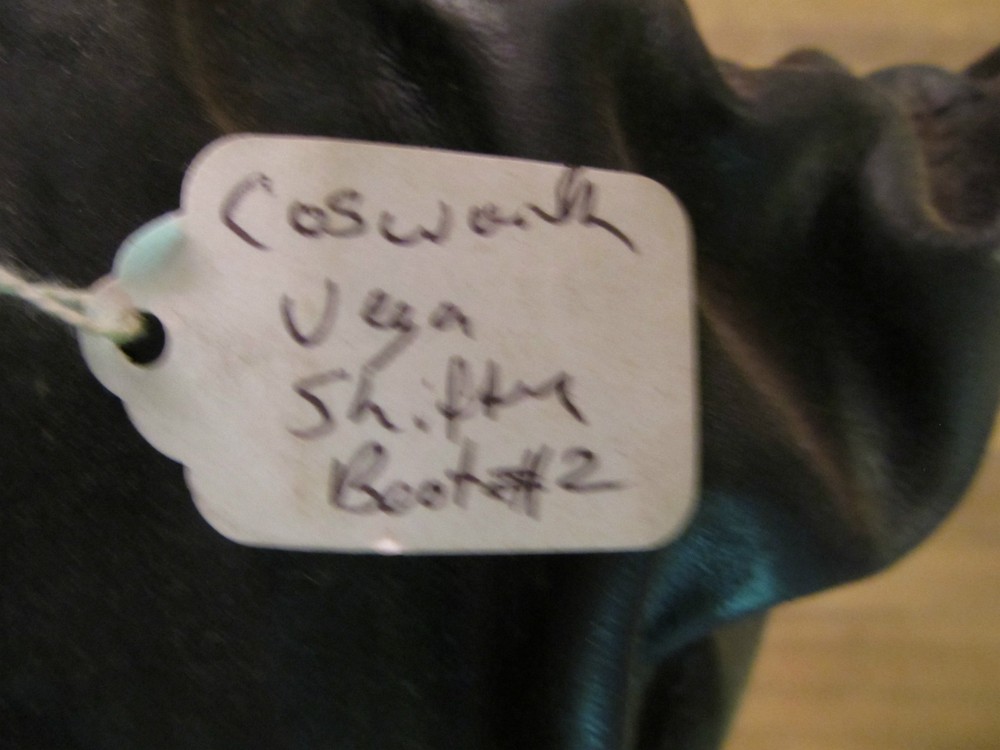 Cosworth
Vega
Shifter
Boot #2